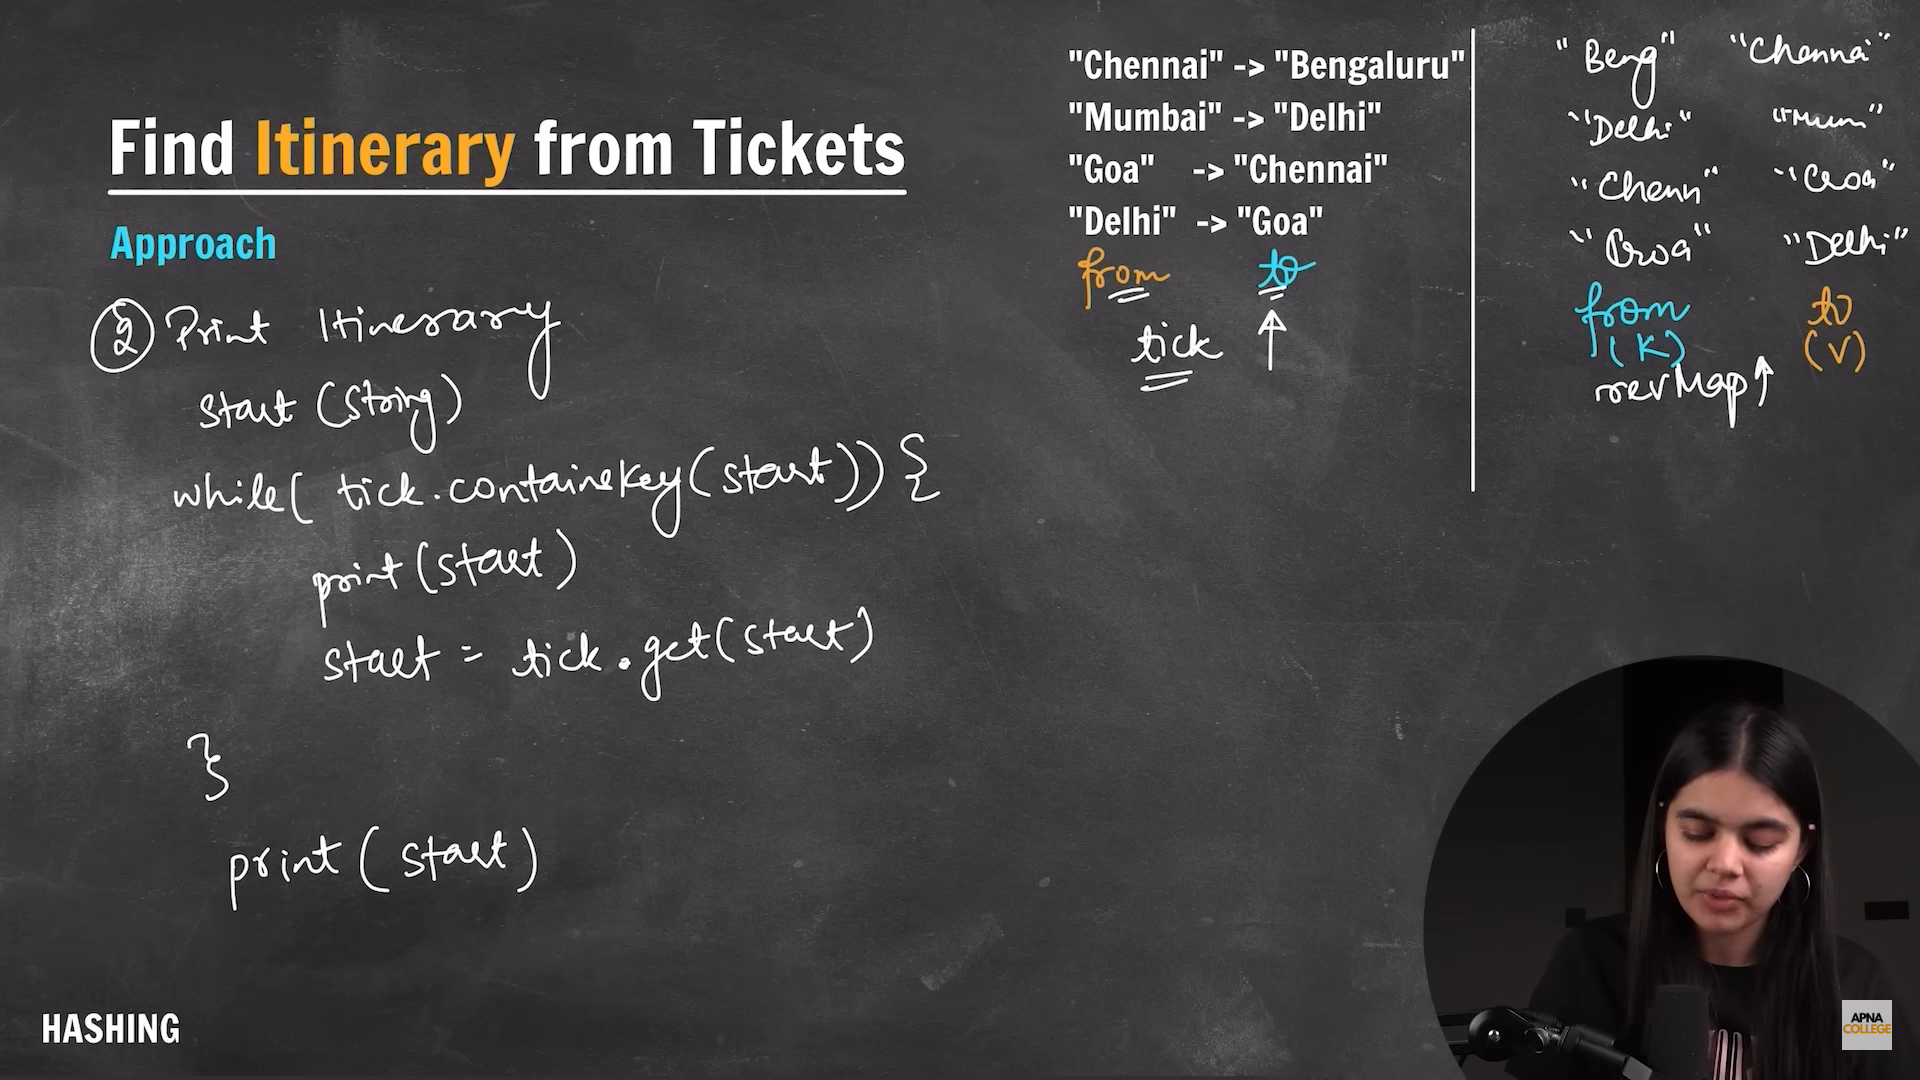 Find Itinerary from Tickets
Approach
② Print Itinerary
start (string)
while( tick.containsKey(start)) {
print (start)
start = tick.get(start)
}
print (start)
"Chennai" -> "Bengaluru"
"Mumbai" -> "Delhi"
"Goa" -> "Chennai"
"Delhi" -> "Goa"
from to
tick
"Beng" "Chennai"
"Delhi" "Mum"
"Chenn" "Goa"
"Goa" "Delhi"
from to
(K) (V)
revMap
HASHING
APNA
COLLEGE